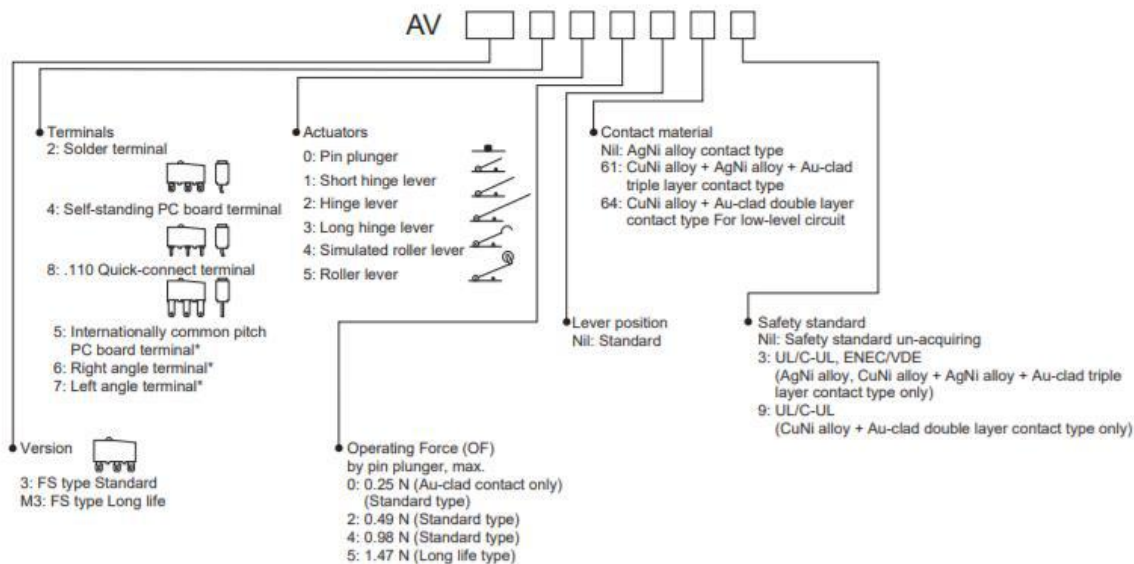 AV
Terminals
2: Solder terminal
4: Self-standing PC board terminal
8: .110 Quick-connect terminal
5: Internationally common pitch
PC board terminal*
6: Right angle terminal*
7: Left angle terminal*
Actuators
0: Pin plunger
1: Short hinge lever
2: Hinge lever
3: Long hinge lever
4: Simulated roller lever
5: Roller lever
Contact material
Nil: AgNi alloy contact type
61: CuNi alloy + AgNi alloy + Au-clad
triple layer contact type
64: CuNi alloy + Au-clad double layer
contact type For low-level circuit
Lever position
Nil: Standard
Safety standard
Nil: Safety standard un-acquiring
3: UL/C-UL, ENEC/VDE
(AgNi alloy, CuNi alloy + AgNi alloy + Au-clad triple
layer contact type only)
9: UL/C-UL
(CuNi alloy + Au-clad double layer contact type only)
Version
3: FS type Standard
M3: FS type Long life
Operating Force (OF)
by pin plunger, max.
0: 0.25 N (Au-clad contact only)
(Standard type)
2: 0.49 N (Standard type)
4: 0.98 N (Standard type)
5: 1.47 N (Long life type)